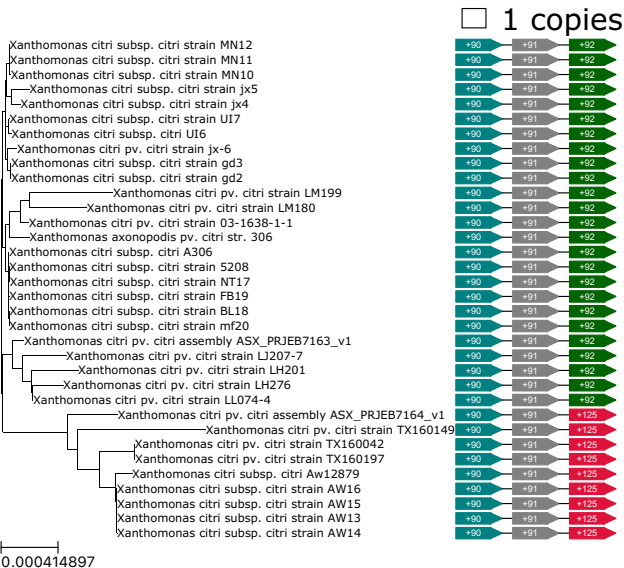 1 copies
Xanthomonas citri subsp. citri strain MN12 +90 +91 +92
Xanthomonas citri subsp. citri strain MN11 +90 +91 +92
Xanthomonas citri subsp. citri strain MN10 +90 +91 +92
Xanthomonas citri subsp. citri strain jx5 +90 +91 +92
Xanthomonas citri subsp. citri strain jx4 +90 +91 +92
Xanthomonas citri subsp. citri strain UI7 +90 +91 +92
Xanthomonas citri subsp. citri UI6 +90 +91 +92
Xanthomonas citri pv. citri strain jx-6 +90 +91 +92
Xanthomonas citri subsp. citri strain gd3 +90 +91 +92
Xanthomonas citri subsp. citri strain gd2 +90 +91 +92
Xanthomonas citri pv. citri strain LM199 +90 +91 +92
Xanthomonas citri pv. citri strain LM180 +90 +91 +92
Xanthomonas citri pv. citri strain 03-1638-1-1 +90 +91 +92
Xanthomonas axonopodis pv. citri str. 306 +90 +91 +92
Xanthomonas citri subsp. citri A306 +90 +91 +92
Xanthomonas citri subsp. citri strain 5208 +90 +91 +92
Xanthomonas citri subsp. citri strain NT17 +90 +91 +92
Xanthomonas citri subsp. citri strain FB19 +90 +91 +92
Xanthomonas citri subsp. citri strain BL18 +90 +91 +92
Xanthomonas citri subsp. citri strain mf20 +90 +91 +92
Xanthomonas citri pv. citri assembly ASX_PRJEB7163_v1 +90 +91 +92
Xanthomonas citri pv. citri strain LJ207-7 +90 +91 +92
Xanthomonas citri pv. citri strain LH201 +90 +91 +92
Xanthomonas citri pv. citri strain LH276 +90 +91 +92
Xanthomonas citri pv. citri strain LL074-4 +90 +91 +92
Xanthomonas citri pv. citri assembly ASX_PRJEB7164_v1 +90 +91 +125
Xanthomonas citri pv. citri strain TX160149 +90 +91 +125
Xanthomonas citri pv. citri strain TX160042 +90 +91 +125
Xanthomonas citri pv. citri strain TX160197 +90 +91 +125
Xanthomonas citri subsp. citri Aw12879 +90 +91 +125
Xanthomonas citri subsp. citri strain AW16 +90 +91 +125
Xanthomonas citri subsp. citri strain AW15 +90 +91 +125
Xanthomonas citri subsp. citri strain AW13 +90 +91 +125
Xanthomonas citri subsp. citri strain AW14 +90 +91 +125
0.000414897